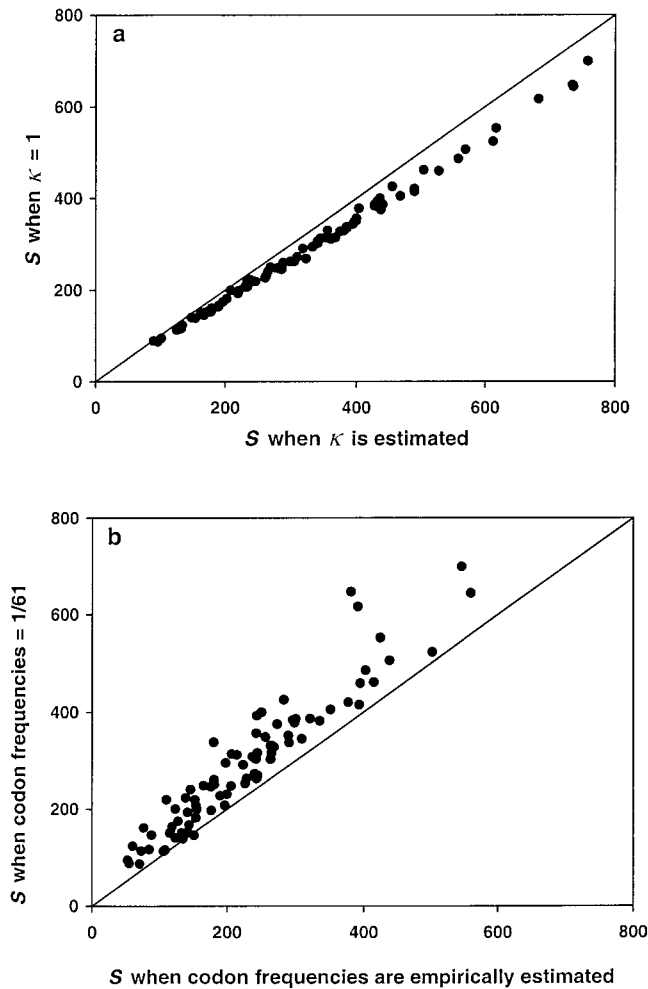 a
800
600
400
200
0
0 200 400 600 800
S when κ = 1
S when κ is estimated
b
800
600
400
200
0
0 200 400 600 800
S when codon frequencies = 1/61
S when codon frequencies are empirically estimated